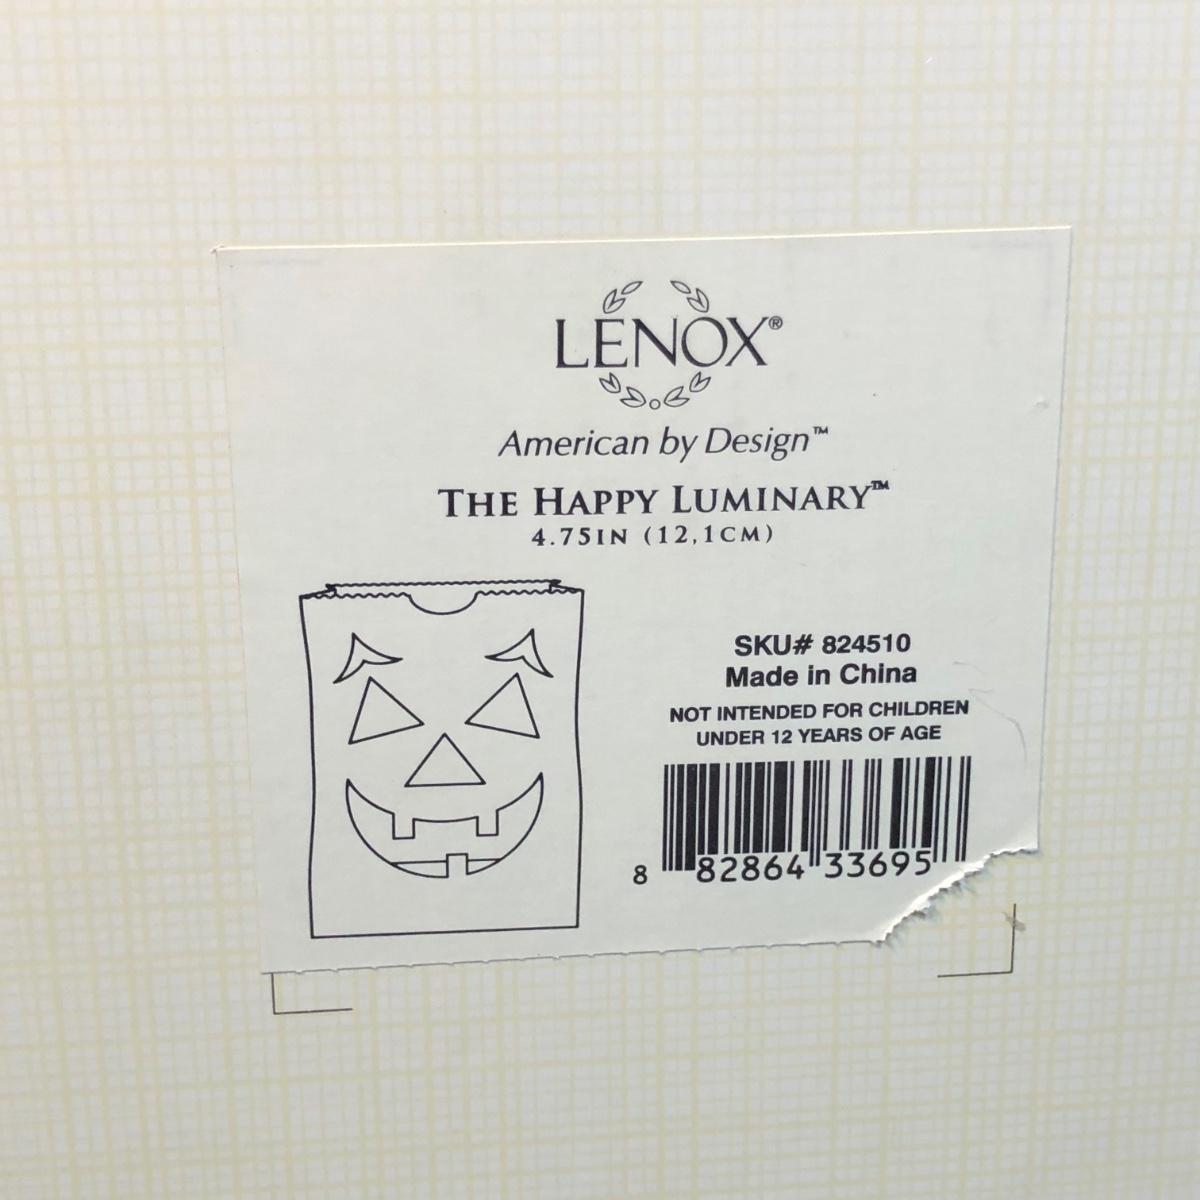 LENOX®
American by Design™
THE HAPPY LUMINARY™
4.75IN (12,1CM)
SKU# 824510
Made in China
NOT INTENDED FOR CHILDREN
UNDER 12 YEARS OF AGE
8 82864 33695